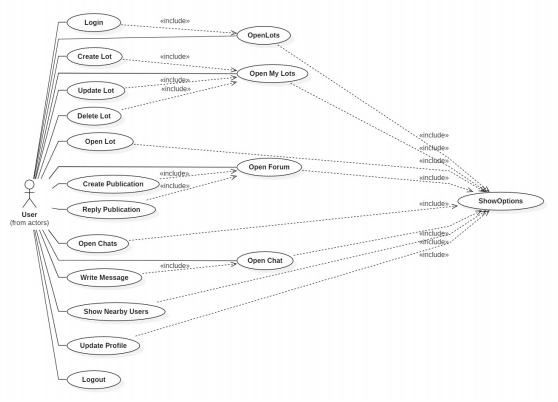 Login
«include»
OpenLots
Create Lot
«include»
Open My Lots
«include»
Update Lot
«include»
Delete Lot
Open Lot
«include»
«include»
«include»
Open Forum
«include»
«include»
Create Publication
«include»
User
(from actors)
Reply Publication
«include»
ShowOptions
Open Chats
«include»
«include»
Open Chat
«include»
«include»
Write Message
Show Nearby Users
Update Profile
Logout